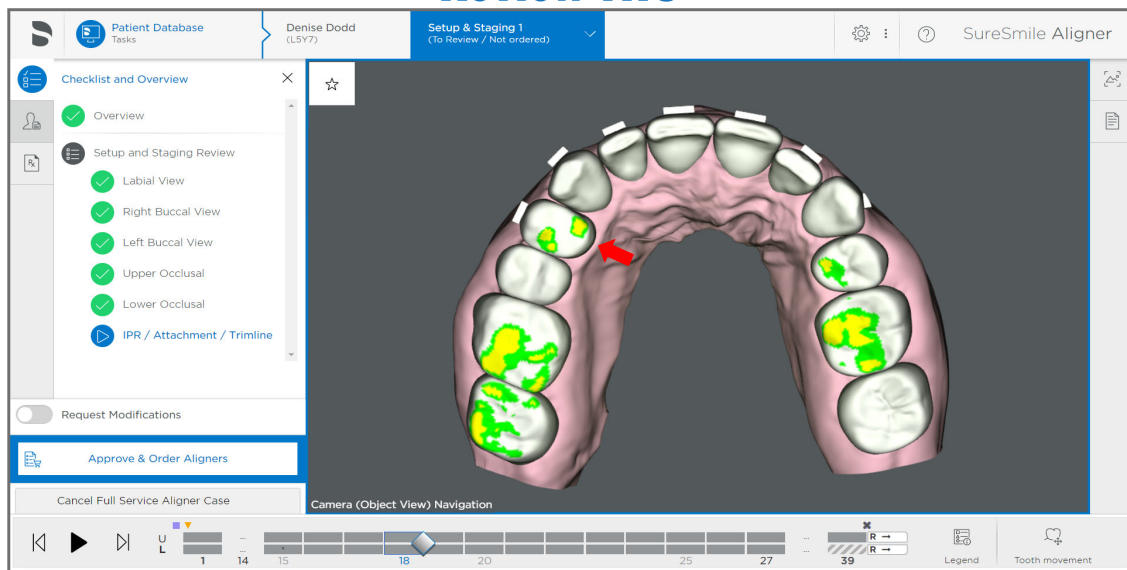 Patient Database
Tasks
Denise Dodd
(L5Y7)
Setup & Staging 1
(To Review / Not ordered)
SureSmile Aligner
Checklist and Overview
Overview
Setup and Staging Review
Labial View
Right Buccal View
Left Buccal View
Upper Occlusal
Lower Occlusal
IPR / Attachment / Trimline
Rx
Request Modifications
Approve & Order Aligners
Cancel Full Service Aligner Case
Camera (Object View) Navigation
U
L
1 ... 14 15 18 20 25 27 ... 39
R →
R →
Legend
Tooth movement